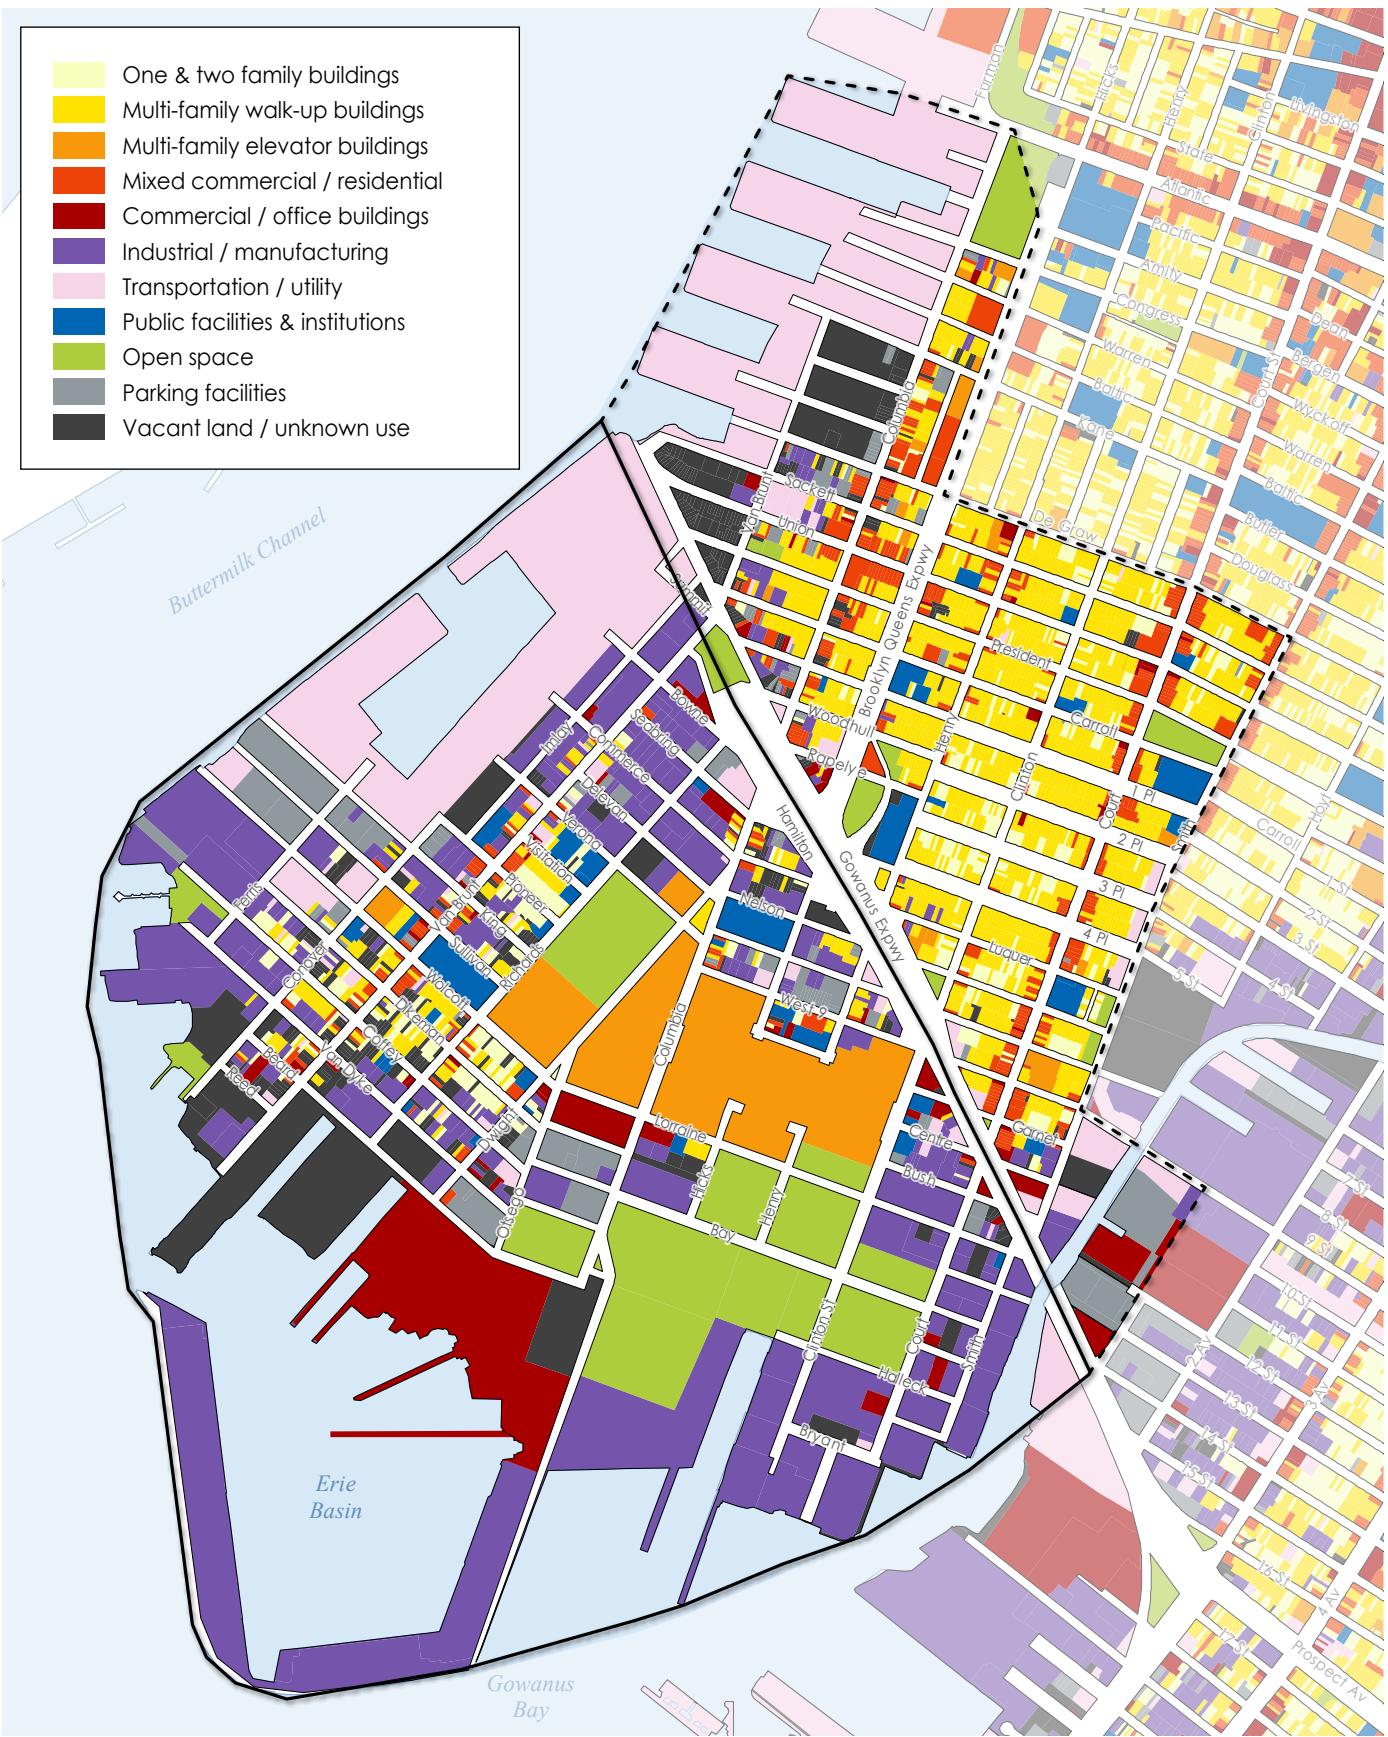 One & two family buildings
Multi-family walk-up buildings
Multi-family elevator buildings
Mixed commercial / residential
Commercial / office buildings
Industrial / manufacturing
Transportation / utility
Public facilities & institutions
Open space
Parking facilities
Vacant land / unknown use
Furman
Hicks
Henry
Clinton
Livingston
State
Atlantic
Pacific
Amity
Congress
Warren
Baltic
Kane
Court St
Dean
Bergen
Wyckoff
Warren
Baltic
Butler
Douglass
De Graw
Columbia
Sackett
Van Brunt
Union
Summit
Brooklyn Queens Expwy
President
Carroll
Woodhull
Rapelye
Henry
Clinton
Court
1 Pl
2 Pl
3 Pl
4 Pl
Smith
Hoyt
Carroll
1 St
2 St
3 St
4 St
5 St
Luquer
Buttermilk Channel
Bowne
Seabring
Commerce
Imlay
Delevan
Verona
Visitation
Pioneer
King
Van Brunt
Sullivan
Richards
Wolcott
Dikeman
Coffey
Van Dyke
Beard
Reed
Conover
Ferris
Dwight
Otsego
Hamilton
Gowanus Expwy
Nelson
West 9
Columbia
Lorraine
Hicks
Henry
Bay
Centre
Bush
Garnet
Clinton St
Court
Smith
Halleck
Bryant
7 St
8 St
9 St
10 St
11 St
12 St
13 St
14 St
15 St
16 St
17 St
2 Av
3 Av
4 Av
Prospect Av
Erie
Basin
Gowanus
Bay